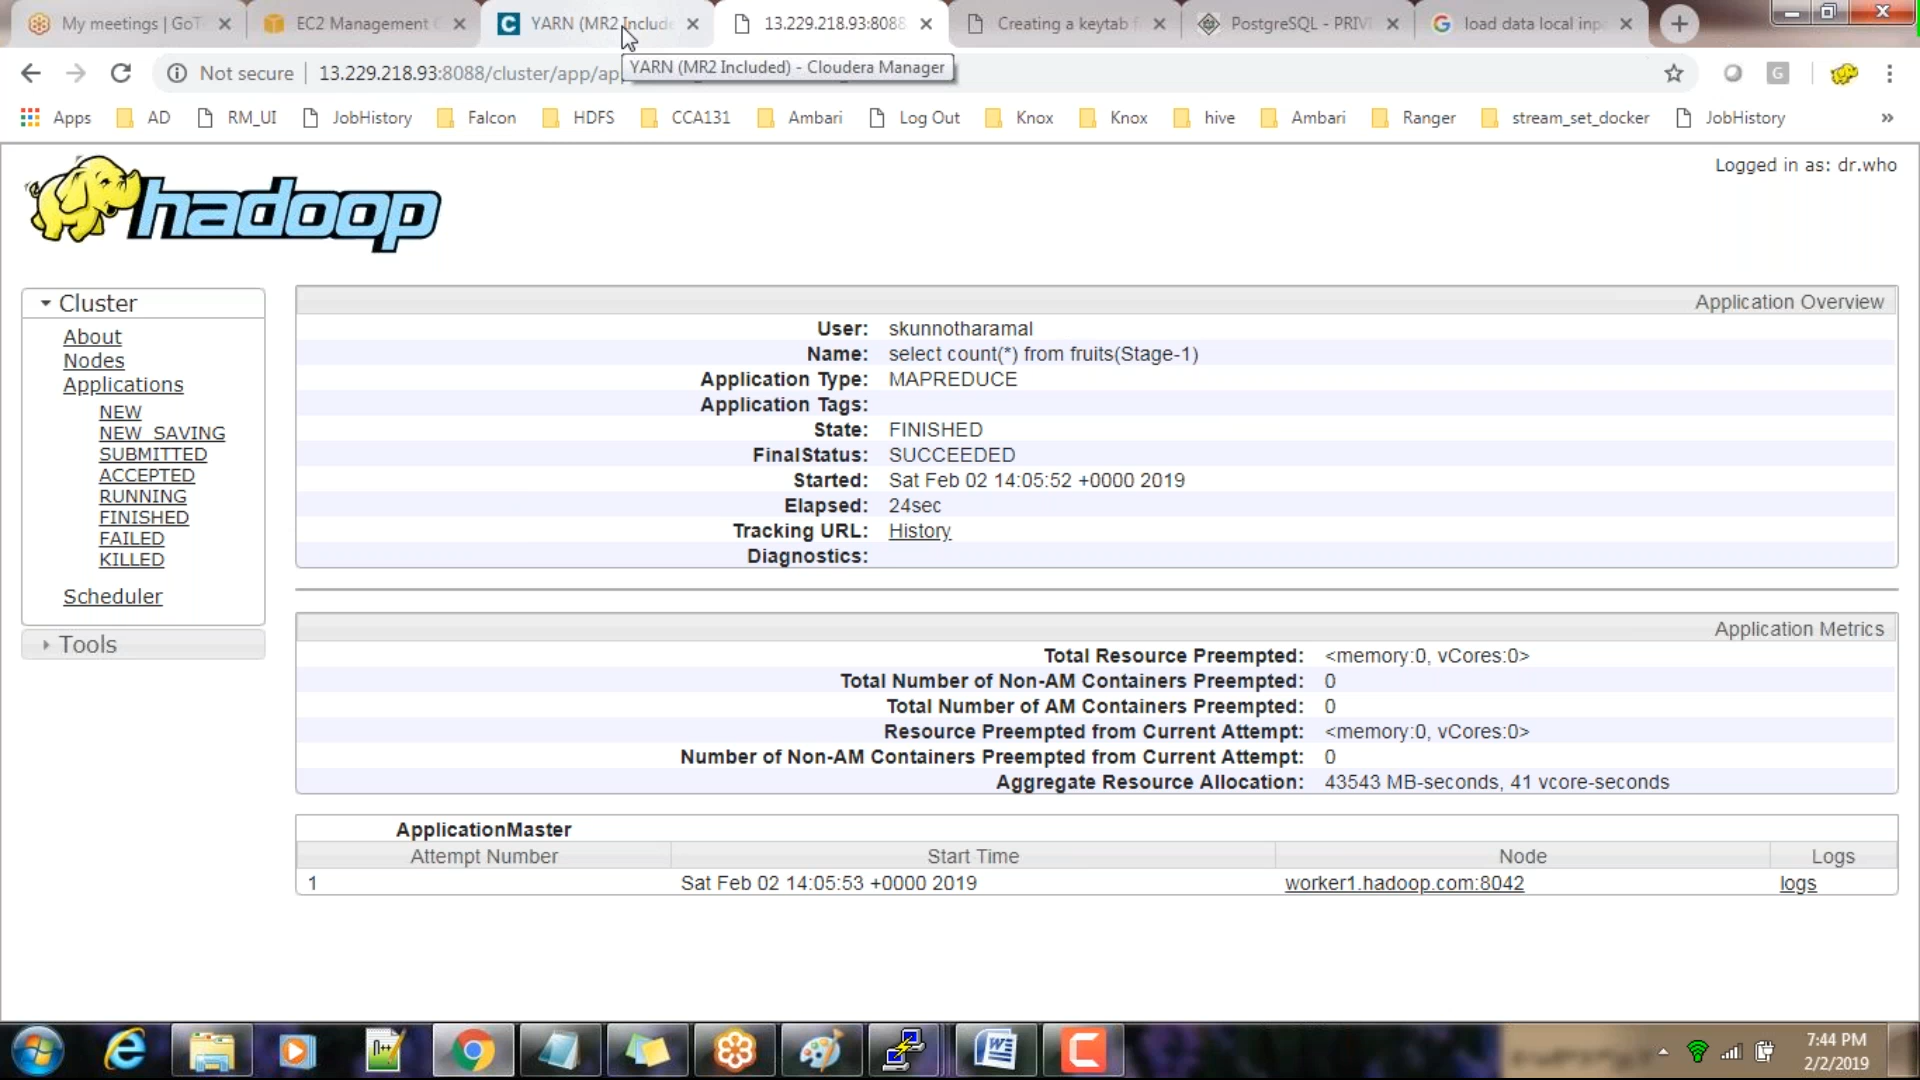 My meetings | GoT
EC2 Management
YARN (MR2 Include
13.229.218.93:8088
Creating a keytab f
PostgreSQL - PRIVI
load data local inp
Not secure
13.229.218.93:8088/cluster/app/ap
YARN (MR2 Included) - Cloudera Manager
Apps
AD
RM_UI
JobHistory
Falcon
HDFS
CCA131
Ambari
Log Out
Knox
Knox
hive
Ambari
Ranger
stream_set_docker
JobHistory
»
Logged in as: dr.who
hadoop
Cluster
About
Nodes
Applications
NEW
NEW_SAVING
SUBMITTED
ACCEPTED
RUNNING
FINISHED
FAILED
KILLED
Scheduler
Tools
Application Overview
User: skunnotharamal
Name: select count(*) from fruits(Stage-1)
Application Type: MAPREDUCE
Application Tags:
State: FINISHED
FinalStatus: SUCCEEDED
Started: Sat Feb 02 14:05:52 +0000 2019
Elapsed: 24sec
Tracking URL: History
Diagnostics:
Application Metrics
Total Resource Preempted: <memory:0, vCores:0>
Total Number of Non-AM Containers Preempted: 0
Total Number of AM Containers Preempted: 0
Resource Preempted from Current Attempt: <memory:0, vCores:0>
Number of Non-AM Containers Preempted from Current Attempt: 0
Aggregate Resource Allocation: 43543 MB-seconds, 41 vcore-seconds
ApplicationMaster
Attempt Number Start Time Node Logs
1 Sat Feb 02 14:05:53 +0000 2019 worker1.hadoop.com:8042 logs
7:44 PM
2/2/2019